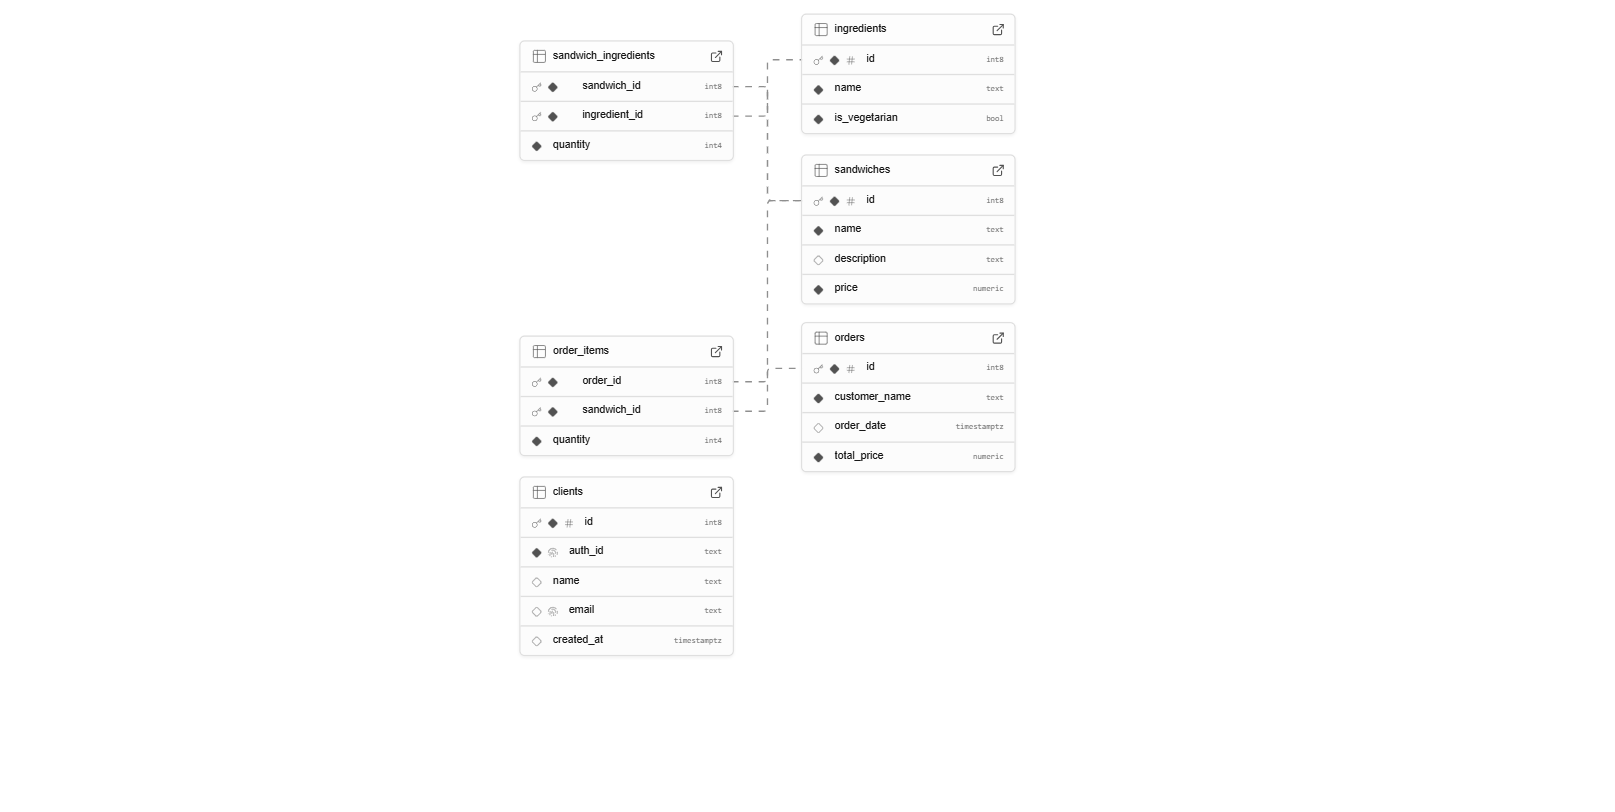 sandwich_ingredients
sandwich_id int8
ingredient_id int8
quantity int4
ingredients
id int8
name text
is_vegetarian bool
sandwiches
id int8
name text
description text
price numeric
order_items
order_id int8
sandwich_id int8
quantity int4
orders
id int8
customer_name text
order_date timestamptz
total_price numeric
clients
id int8
auth_id text
name text
email text
created_at timestamptz